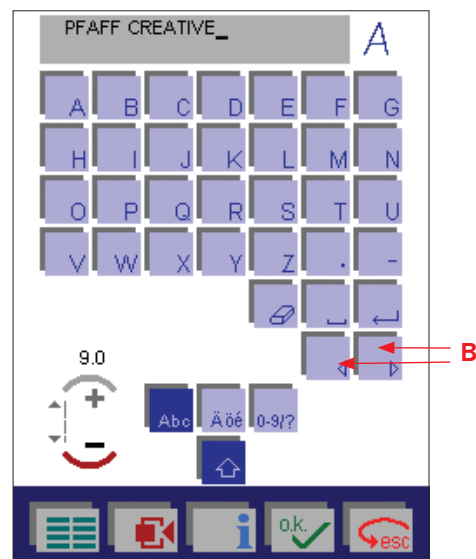 PFAFF CREATIVE_
A
A B C D E F G
H I J K L M N
O P Q R S T U
V W X Y Z . -
B
9.0
+
Abc Äöé 0-9/?
-
i o.k. esc